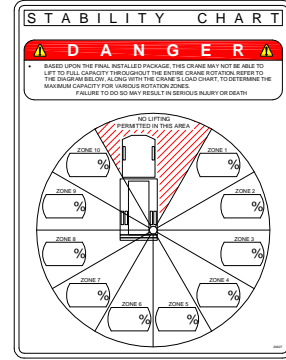 STABILITY CHART
DANGER
• BASED UPON THE FINAL INSTALLED PACKAGE, THIS CRANE MAY NOT BE ABLE TO
LIFT TO FULL CAPACITY THROUGHOUT THE ENTIRE CRANE ROTATION. REFER TO
THE DIAGRAM BELOW, ALONG WITH THE CRANE'S LOAD CHART, TO DETERMINE THE
MAXIMUM CAPACITY FOR VARIOUS ROTATION ZONES.
FAILURE TO DO SO MAY RESULT IN SERIOUS INJURY OR DEATH
NO LIFTING
PERMITTED IN THIS AREA
ZONE 10
%
ZONE 1
%
ZONE 9
%
ZONE 2
%
ZONE 8
%
ZONE 3
%
ZONE 7
%
ZONE 4
%
ZONE 6
%
ZONE 5
%